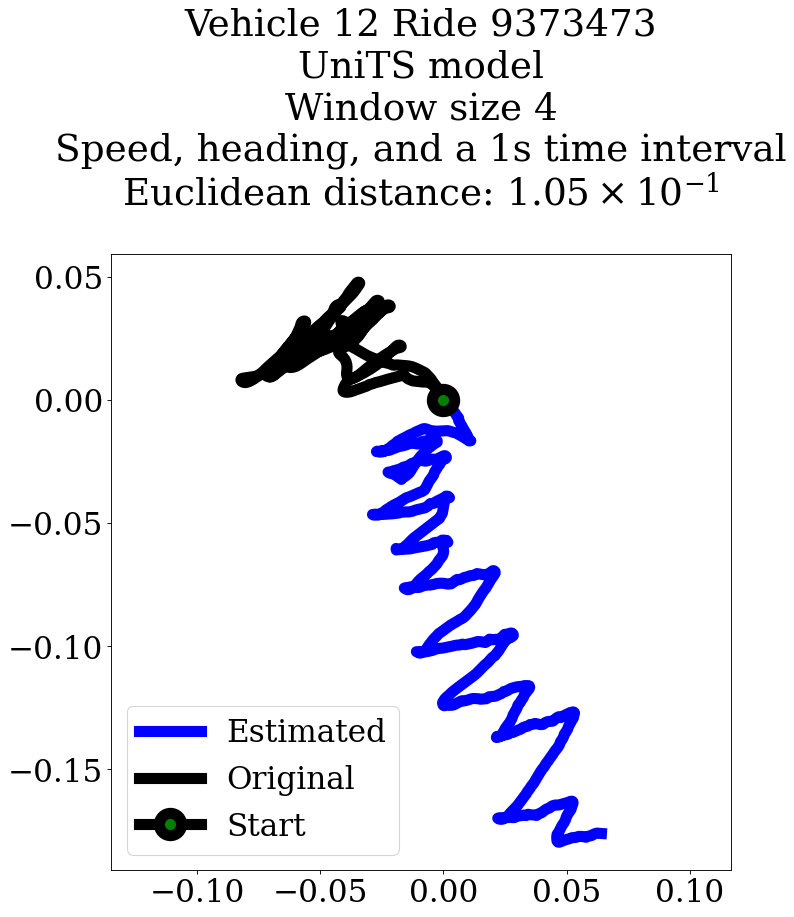 Vehicle 12 Ride 9373473
UniTS model
Window size 4
Speed, heading, and a 1s time interval
Euclidean distance: 1.05 × 10⁻¹
0.05
0.00
−0.05
−0.10
−0.15
Estimated
Original
Start
−0.10 −0.05 0.00 0.05 0.10